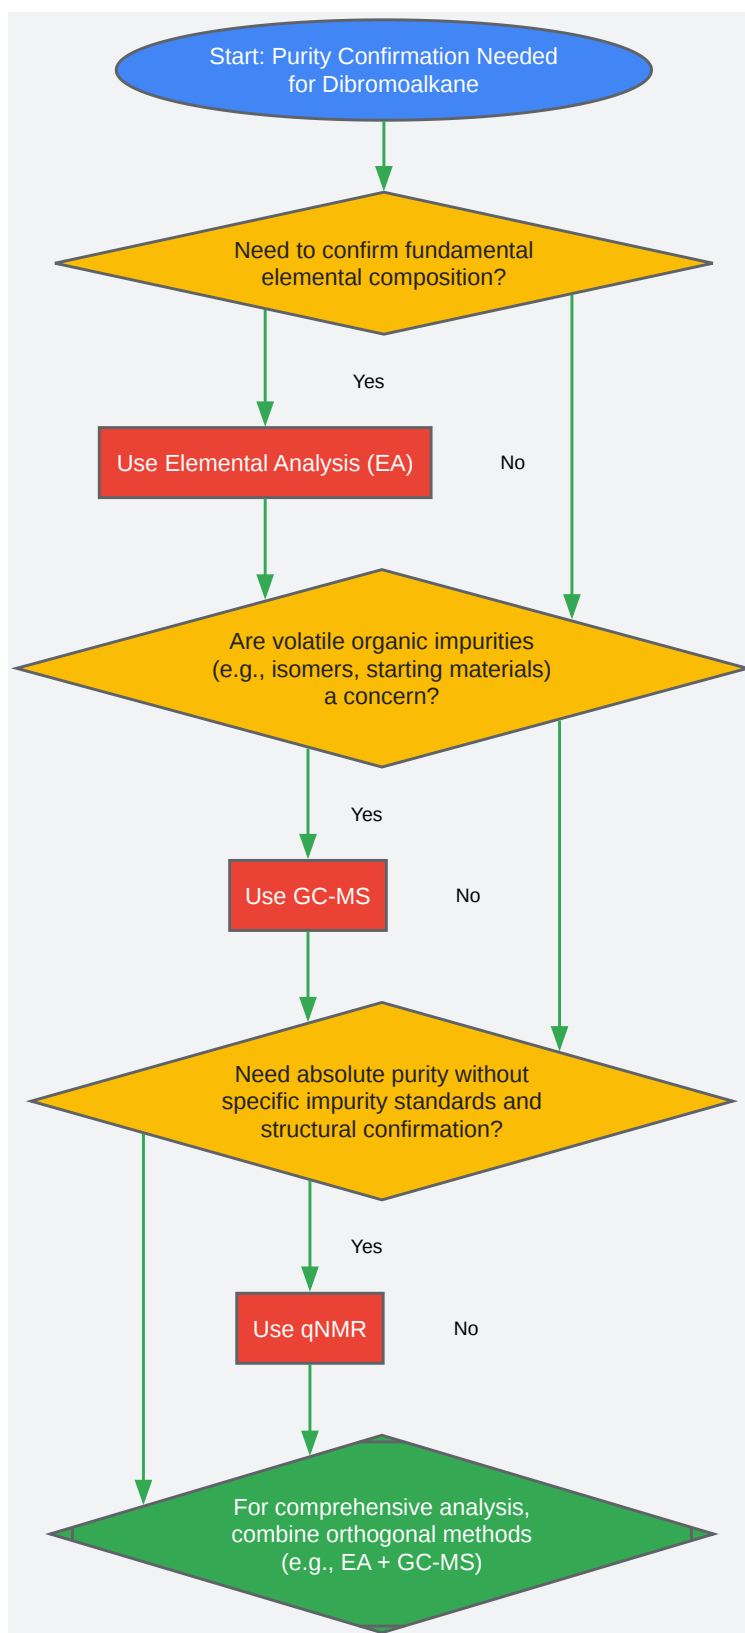 Start: Purity Confirmation Needed
for Dibromoalkane
Need to confirm fundamental
elemental composition?
Yes
Use Elemental Analysis (EA)
No
Are volatile organic impurities
(e.g., isomers, starting materials)
a concern?
Yes
Use GC-MS
No
Need absolute purity without
specific impurity standards and
structural confirmation?
Yes
Use qNMR
No
For comprehensive analysis,
combine orthogonal methods
(e.g., EA + GC-MS)